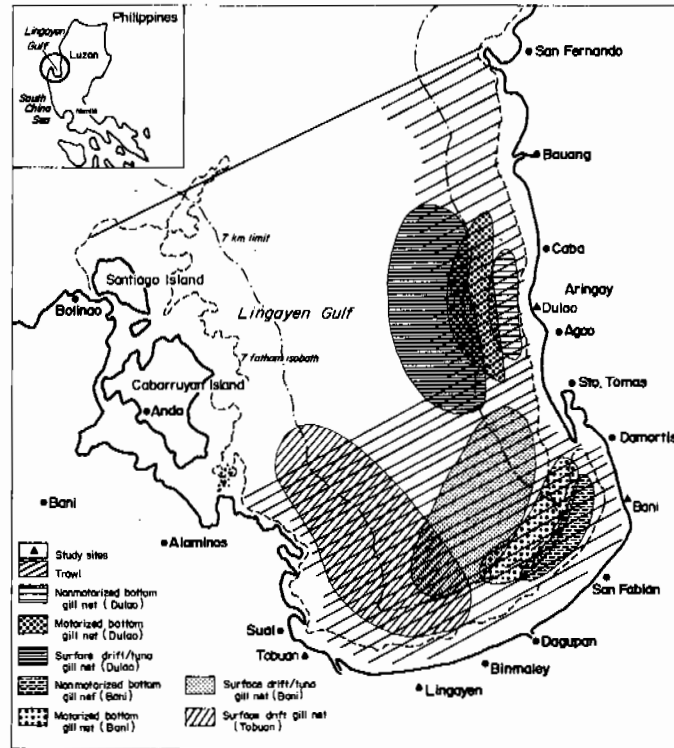 Philippines
Lingayen
Gulf
Luzon
South
China
Sea
Manila
San Fernando
Bauang
7 km limit
Caba
Santiago Island
Aringay
Bolinao
Lingayen Gulf
Dulao
Agoo
7 fathom isobath
Cabarruyan Island
Sto. Tomas
Anda
Damortis
Bani
Bani
Alaminos
Study sites
Trawl
San Fabian
Nonmotorized bottom
gill net (Dulao)
Motorized bottom
gill net (Dulao)
Sual
Dagupan
Surface drift/tuna
gill net (Dulao)
Tobuan
Binmaley
Nonmotorized bottom
gill net (Bani)
Surface drift/tuna
gill net (Bani)
Lingayen
Motorized bottom
gill net (Bani)
Surface drift gill net
(Tobuan)